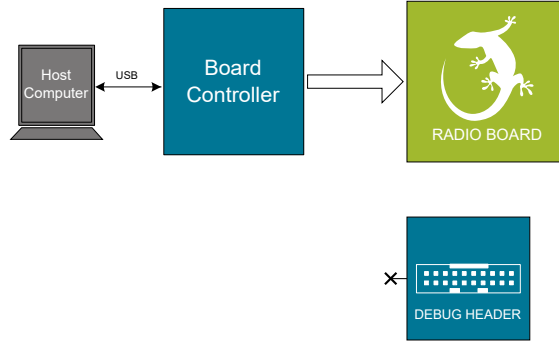 Host
Computer
USB
Board
Controller
RADIO BOARD
DEBUG HEADER